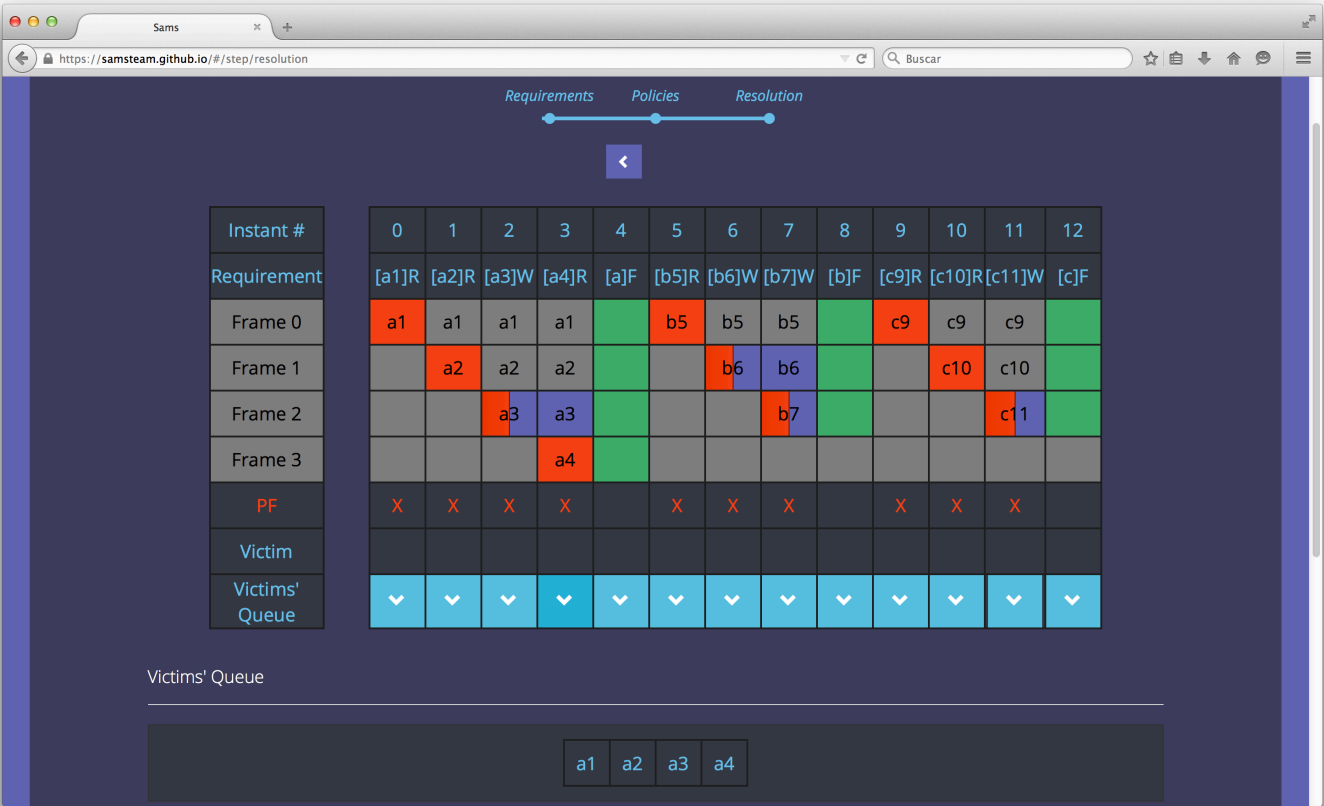 Sams
https://samsteam.github.io/#/step/resolution
Buscar
Requirements Policies Resolution
Instant # 0 1 2 3 4 5 6 7 8 9 10 11 12
Requirement [a1]R [a2]R [a3]W [a4]R [a]F [b5]R [b6]W [b7]W [b]F [c9]R [c10]R [c11]W [c]F
Frame 0 a1 a1 a1 a1 b5 b5 b5 c9 c9 c9
Frame 1 a2 a2 a2 b6 b6 c10 c10
Frame 2 a3 a3 b7 c11
Frame 3 a4
PF X X X X X X X X X X
Victim
Victims'
Queue
Victims' Queue
a1 a2 a3 a4